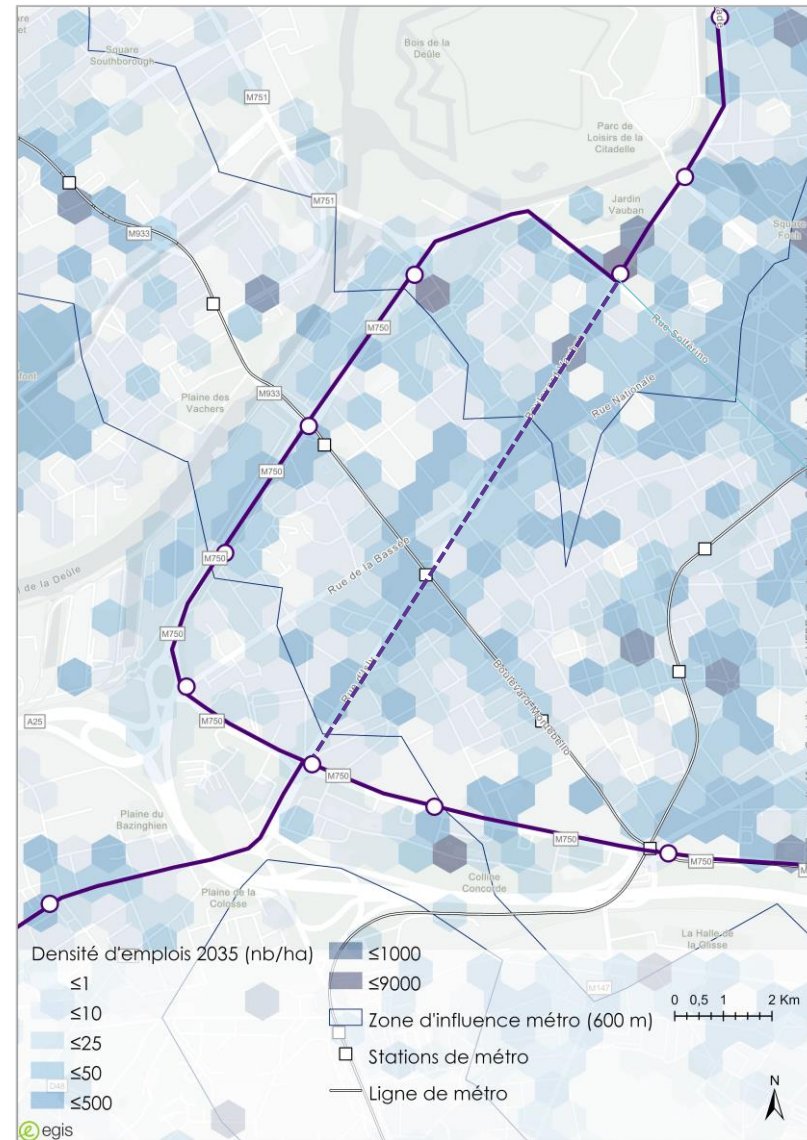 Square
Southborough
Bois de la
Deûle
M751
Parc de
Loisirs de la
Citadelle
M751
Jardin
Vauban
Square
Foch
M933
M750
Rue Solférino
Rue Nationale
Plaine des
Vachers
M933
M750
Rue de la Bassée
M750
l de la Deûle
M750
Boulevard Montebello
A25
M750
M750
Plaine du
Bazinghien
M750
M750
Colline
Concorde
Plaine de la
Colosse
La Halle de
la Glisse
M147
Densité d'emplois 2035 (nb/ha)
≤1
≤10
≤25
≤50
≤500
≤1000
≤9000
Zone d'influence métro (600 m)
Stations de métro
Ligne de métro
0 0,5 1 2 Km
N
D48
egis